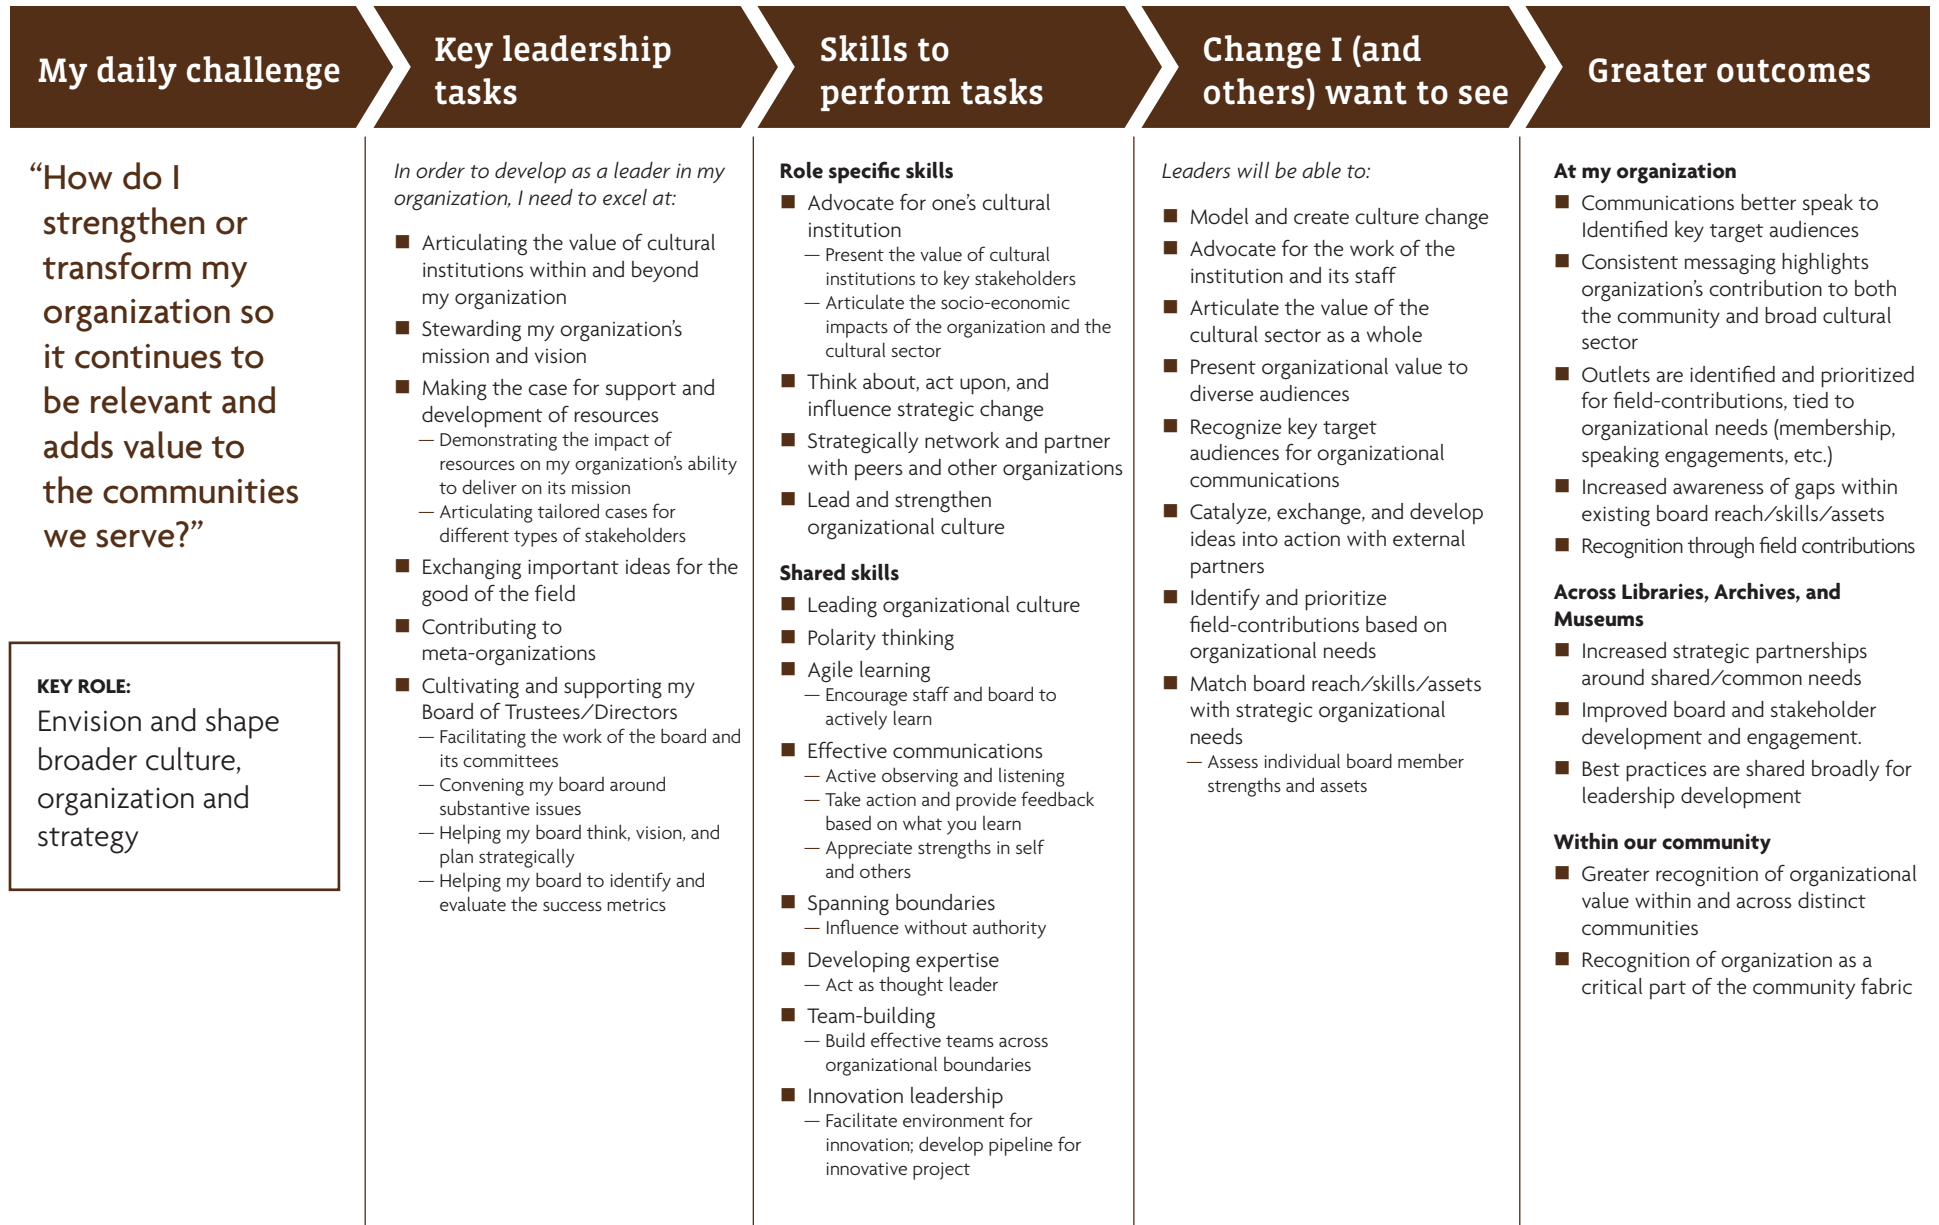 My daily challenge
“How do I
strengthen or
transform my
organization so
it continues to
be relevant and
adds value to
the communities
we serve?”
KEY ROLE:
Envision and shape
broader culture,
organization and
strategy
Key leadership
tasks
In order to develop as a leader in my
organization, I need to excel at:
■ Articulating the value of cultural
institutions within and beyond
my organization
■ Stewarding my organization’s
mission and vision
■ Making the case for support and
development of resources
— Demonstrating the impact of
resources on my organization’s ability
to deliver on its mission
— Articulating tailored cases for
different types of stakeholders
■ Exchanging important ideas for the
good of the field
■ Contributing to
meta-organizations
■ Cultivating and supporting my
Board of Trustees/Directors
— Facilitating the work of the board and
its committees
— Convening my board around
substantive issues
— Helping my board think, vision, and
plan strategically
— Helping my board to identify and
evaluate the success metrics
Skills to
perform tasks
Role specific skills
■ Advocate for one’s cultural
institution
— Present the value of cultural
institutions to key stakeholders
— Articulate the socio-economic
impacts of the organization and the
cultural sector
■ Think about, act upon, and
influence strategic change
■ Strategically network and partner
with peers and other organizations
■ Lead and strengthen
organizational culture
Shared skills
■ Leading organizational culture
■ Polarity thinking
■ Agile learning
— Encourage staff and board to
actively learn
■ Effective communications
— Active observing and listening
— Take action and provide feedback
based on what you learn
— Appreciate strengths in self
and others
■ Spanning boundaries
— Influence without authority
■ Developing expertise
— Act as thought leader
■ Team-building
— Build effective teams across
organizational boundaries
■ Innovation leadership
— Facilitate environment for
innovation; develop pipeline for
innovative project
Change I (and
others) want to see
Leaders will be able to:
■ Model and create culture change
■ Advocate for the work of the
institution and its staff
■ Articulate the value of the
cultural sector as a whole
■ Present organizational value to
diverse audiences
■ Recognize key target
audiences for organizational
communications
■ Catalyze, exchange, and develop
ideas into action with external
partners
■ Identify and prioritize
field-contributions based on
organizational needs
■ Match board reach/skills/assets
with strategic organizational
needs
— Assess individual board member
strengths and assets
Greater outcomes
At my organization
■ Communications better speak to
Identified key target audiences
■ Consistent messaging highlights
organization’s contribution to both
the community and broad cultural
sector
■ Outlets are identified and prioritized
for field-contributions, tied to
organizational needs (membership,
speaking engagements, etc.)
■ Increased awareness of gaps within
existing board reach/skills/assets
■ Recognition through field contributions
Across Libraries, Archives, and
Museums
■ Increased strategic partnerships
around shared/common needs
■ Improved board and stakeholder
development and engagement.
■ Best practices are shared broadly for
leadership development
Within our community
■ Greater recognition of organizational
value within and across distinct
communities
■ Recognition of organization as a
critical part of the community fabric